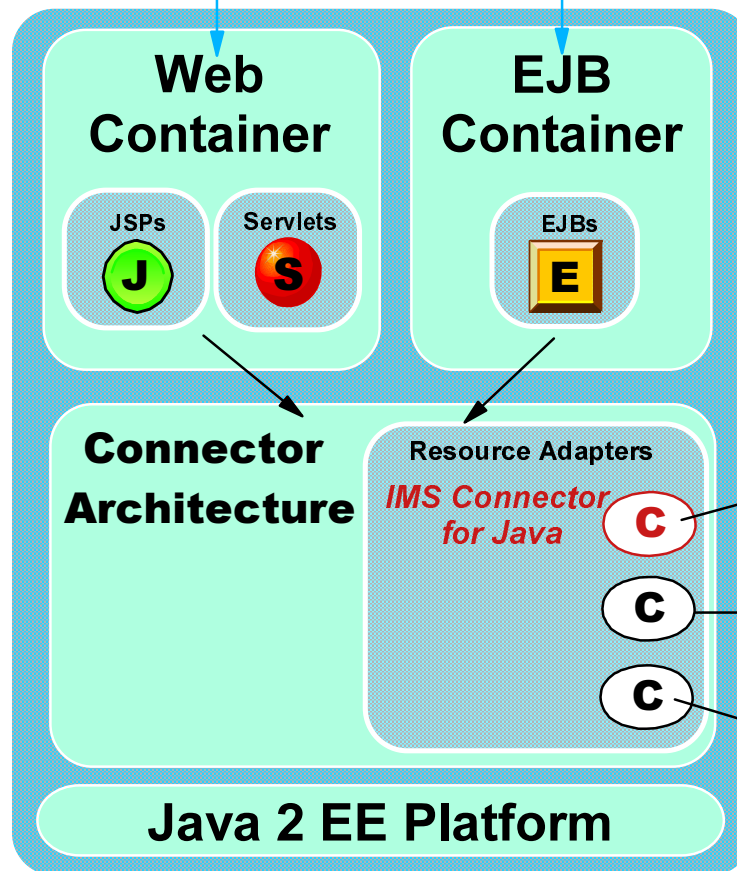 Web
Container
JSPs
J
Servlets
S
EJB
Container
EJBs
E
Connector
Architecture
Resource Adapters
IMS Connector
for Java
C
C
C
Java 2 EE Platform